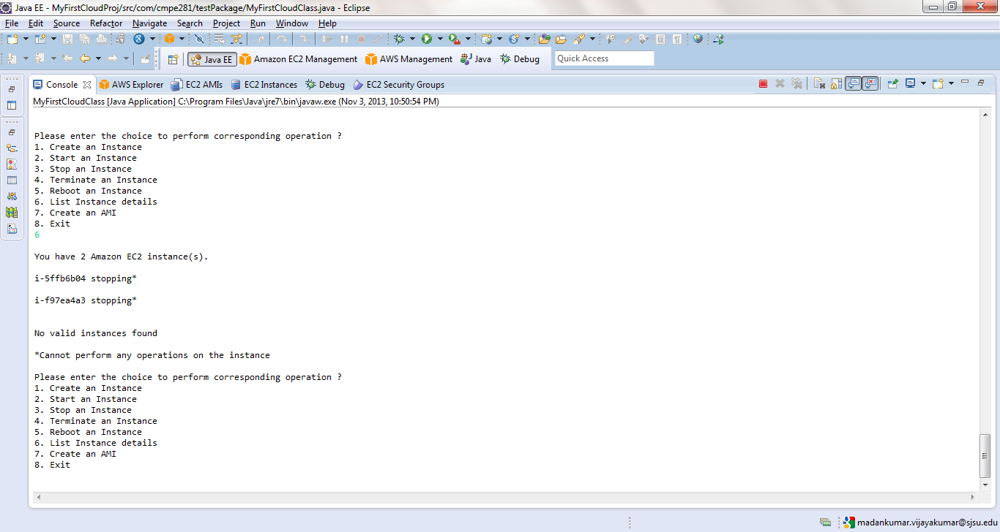 Java EE - MyFirstCloudProj/src/com/cmpe281/testPackage/MyFirstCloudClass.java - Eclipse
File Edit Source Refactor Navigate Search Project Run Window Help
Java EE Amazon EC2 Management AWS Management Java Debug Quick Access
Console AWS Explorer EC2 AMIs EC2 Instances Debug EC2 Security Groups
MyFirstCloudClass [Java Application] C:\Program Files\Java\jre7\bin\javaw.exe (Nov 3, 2013, 10:50:54 PM)
Please enter the choice to perform corresponding operation ?
1. Create an Instance
2. Start an Instance
3. Stop an Instance
4. Terminate an Instance
5. Reboot an Instance
6. List Instance details
7. Create an AMI
8. Exit
6
You have 2 Amazon EC2 instance(s).
i-5ffb6b04 stopping*
i-f97ea4a3 stopping*
No valid instances found
*Cannot perform any operations on the instance
Please enter the choice to perform corresponding operation ?
1. Create an Instance
2. Start an Instance
3. Stop an Instance
4. Terminate an Instance
5. Reboot an Instance
6. List Instance details
7. Create an AMI
8. Exit
madankumar.vijayakumar@sjsu.edu